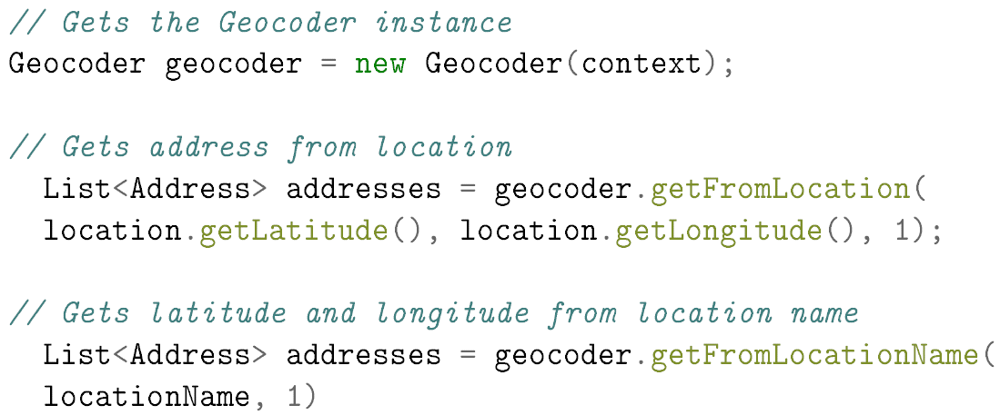 // Gets the Geocoder instance
Geocoder geocoder = new Geocoder(context);
// Gets address from location
List<Address> addresses = geocoder.getFromLocation(
location.getLatitude(), location.getLongitude(), 1);
// Gets latitude and longitude from location name
List<Address> addresses = geocoder.getFromLocationName(
locationName, 1)